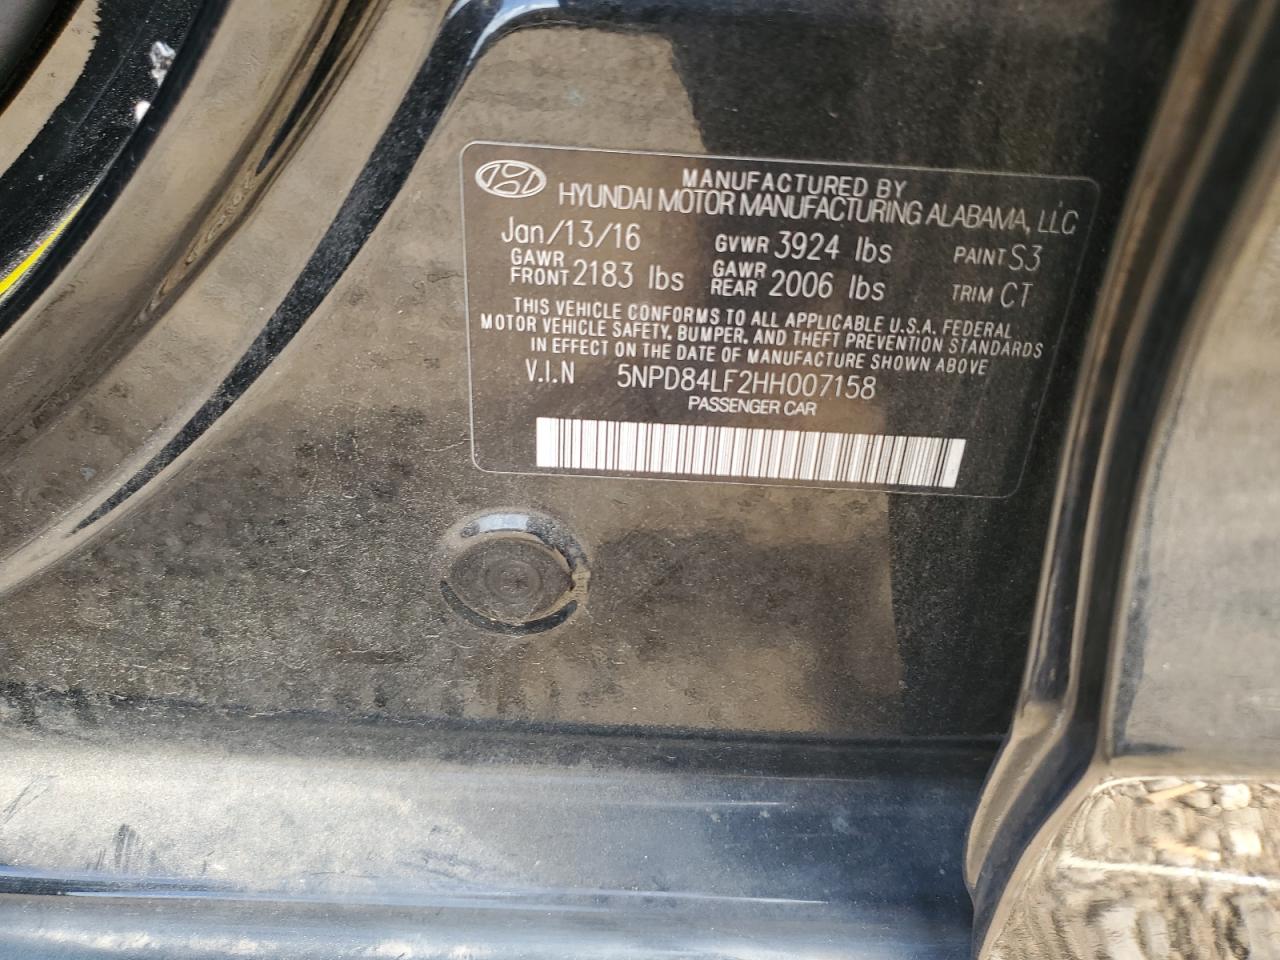 MANUFACTURED BY
HYUNDAI MOTOR MANUFACTURING ALABAMA, LLC
Jan/13/16 GVWR 3924 lbs PAINT S3
GAWR FRONT 2183 lbs GAWR REAR 2006 lbs TRIM CT
THIS VEHICLE CONFORMS TO ALL APPLICABLE U.S.A. FEDERAL
MOTOR VEHICLE SAFETY, BUMPER, AND THEFT PREVENTION STANDARDS
IN EFFECT ON THE DATE OF MANUFACTURE SHOWN ABOVE
V.I.N 5NPD84LF2HH007158
PASSENGER CAR